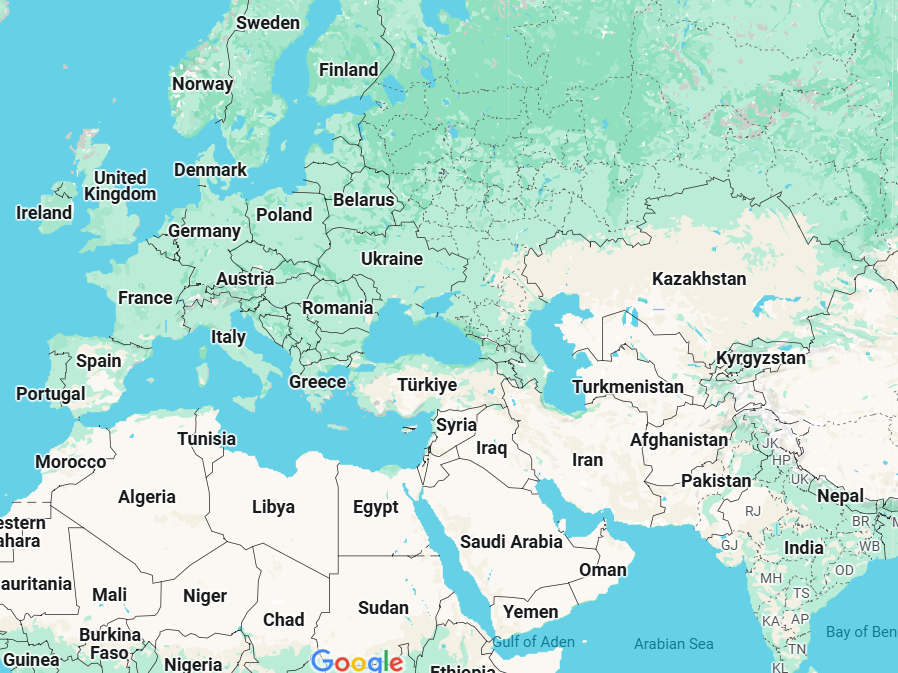 Sweden
Finland
Norway
Denmark
United
Kingdom
Ireland
Belarus
Poland
Germany
Ukraine
Austria
Kazakhstan
France
Romania
Italy
Spain
Kyrgyzstan
Greece
Türkiye
Turkmenistan
Portugal
Syria
Tunisia
Afghanistan
JK
Iraq
Iran
HP
Morocco
Pakistan
UK
Algeria
Nepal
Libya
Egypt
RJ
estern
ahara
BR
M
Saudi Arabia
GJ
India
WB
Oman
OD
auritania
MH
Mali
Niger
TS
Sudan
Yemen
Chad
KA
AP
Burkina
Faso
Gulf of Aden
Arabian Sea
Bay of Ben
TN
Guinea
Nigeria
Google
KL
Ethiopia